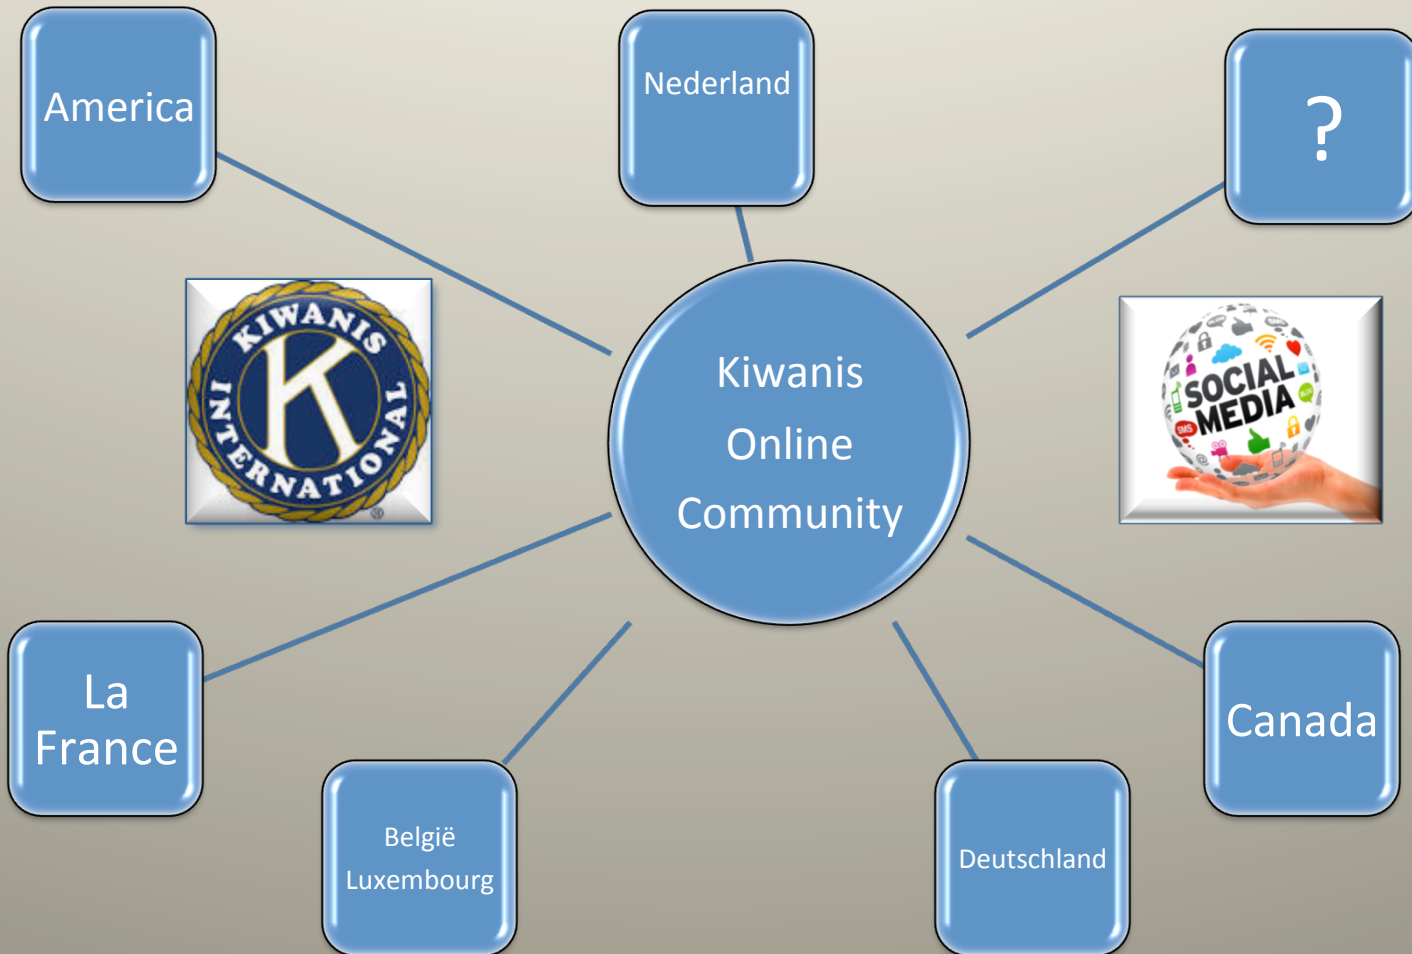 America
Nederland
?
KIWANIS
INTERNATIONAL
K
®
Kiwanis
Online
Community
SOCIAL
MEDIA
SMS
La
France
België
Luxembourg
Deutschland
Canada